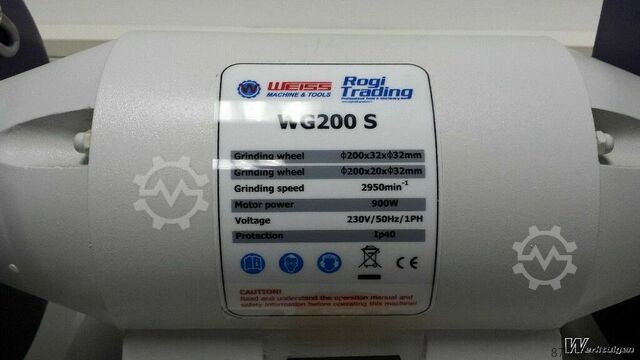 WEISS
MACHINE & TOOLS
Rogi
Trading
WG200 S
Grinding wheel Φ200x32xΦ32mm
Grinding wheel Φ200x20xΦ32mm
Grinding speed 2950min⁻¹
Motor power 900W
Voltage 230V/50Hz/1PH
Protection Ip40
CE
CAUTION!
Read and understand the operation manual and
safety information before operating this machine!
Werktuigen